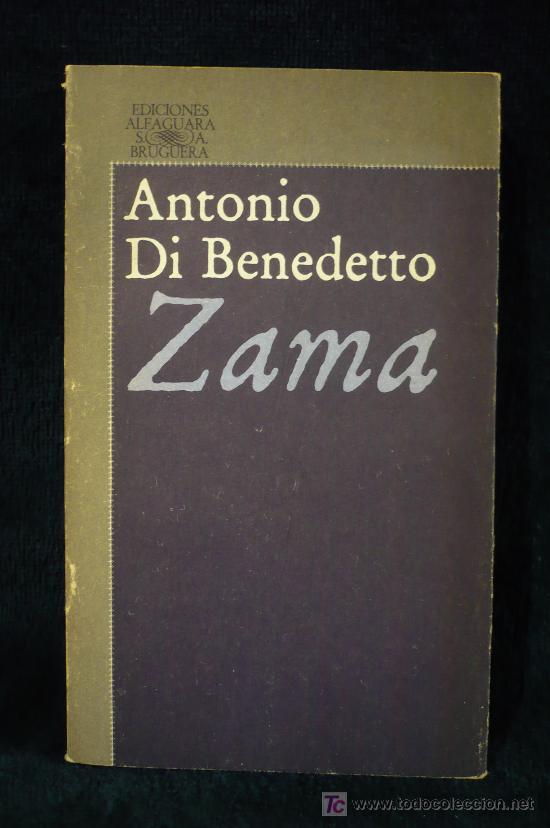 EDICIONES
ALFAGUARA
S. A.
BRUGUERA
Antonio
Di Benedetto
Zama
TC www.todocoleccion.net